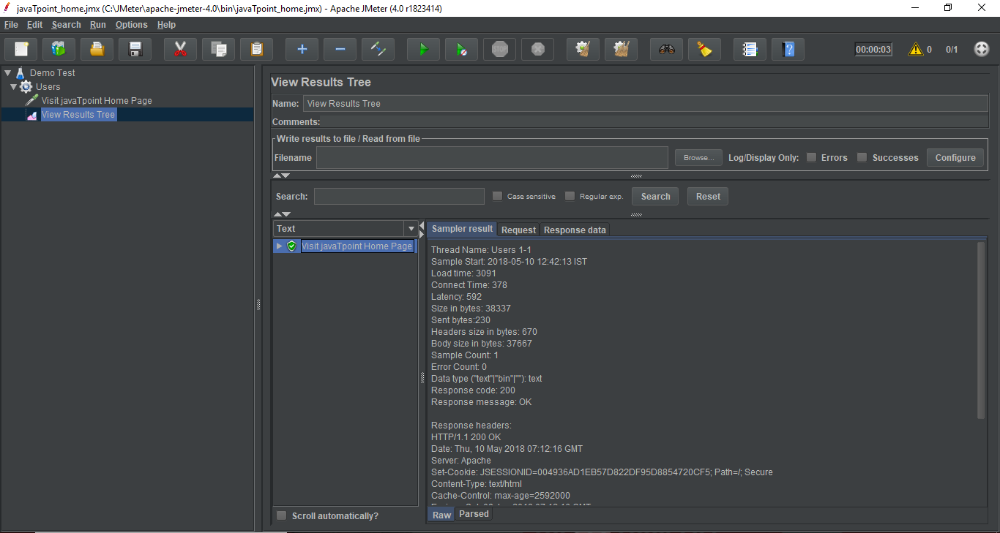 javaTpoint_home.jmx (C:\JMeter\apache-jmeter-4.0\bin\javaTpoint_home.jmx) - Apache JMeter (4.0 r1823414)
File Edit Search Run Options Help
STOP 00:00:03 0 0/1
Demo Test
Users
Visit javaTpoint Home Page
View Results Tree
View Results Tree
Name: View Results Tree
Comments:
Write results to file / Read from file
Filename Browse... Log/Display Only: Errors Successes Configure
Search: Case sensitive Regular exp. Search Reset
Text
Visit javaTpoint Home Page
Sampler result Request Response data
Thread Name: Users 1-1
Sample Start: 2018-05-10 12:42:13 IST
Load time: 3091
Connect Time: 378
Latency: 592
Size in bytes: 38337
Sent bytes:230
Headers size in bytes: 670
Body size in bytes: 37667
Sample Count: 1
Error Count: 0
Data type ("text"|"bin"|""): text
Response code: 200
Response message: OK
Response headers:
HTTP/1.1 200 OK
Date: Thu, 10 May 2018 07:12:16 GMT
Server: Apache
Set-Cookie: JSESSIONID=004936AD1EB57D822DF95D8854720CF5; Path=/; Secure
Content-Type: text/html
Cache-Control: max-age=2592000
Raw Parsed
Scroll automatically?